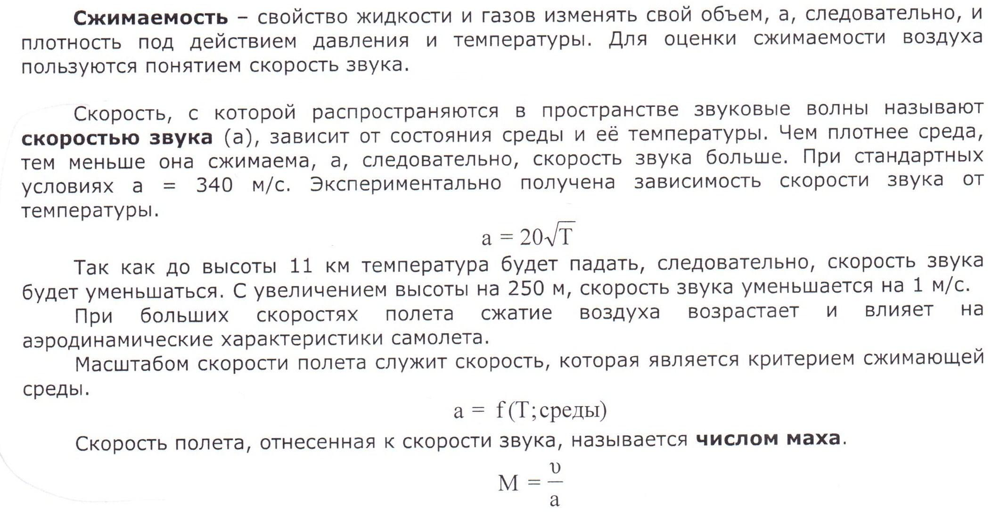 Сжимаемость – свойство жидкости и газов изменять свой объем, а, следовательно, и
плотность под действием давления и температуры. Для оценки сжимаемости воздуха
пользуются понятием скорость звука.
Скорость, с которой распространяются в пространстве звуковые волны называют
скоростью звука (а), зависит от состояния среды и её температуры. Чем плотнее среда,
тем меньше она сжимаема, а, следовательно, скорость звука больше. При стандартных
условиях а = 340 м/с. Экспериментально получена зависимость скорости звука от
температуры.
a = 20√T
Так как до высоты 11 км температура будет падать, следовательно, скорость звука
будет уменьшаться. С увеличением высоты на 250 м, скорость звука уменьшается на 1 м/с.
При больших скоростях полета сжатие воздуха возрастает и влияет на
аэродинамические характеристики самолета.
Масштабом скорости полета служит скорость, которая является критерием сжимающей
среды.
a = f(T;среды)
Скорость полета, отнесенная к скорости звука, называется числом маха.
M = υ/a